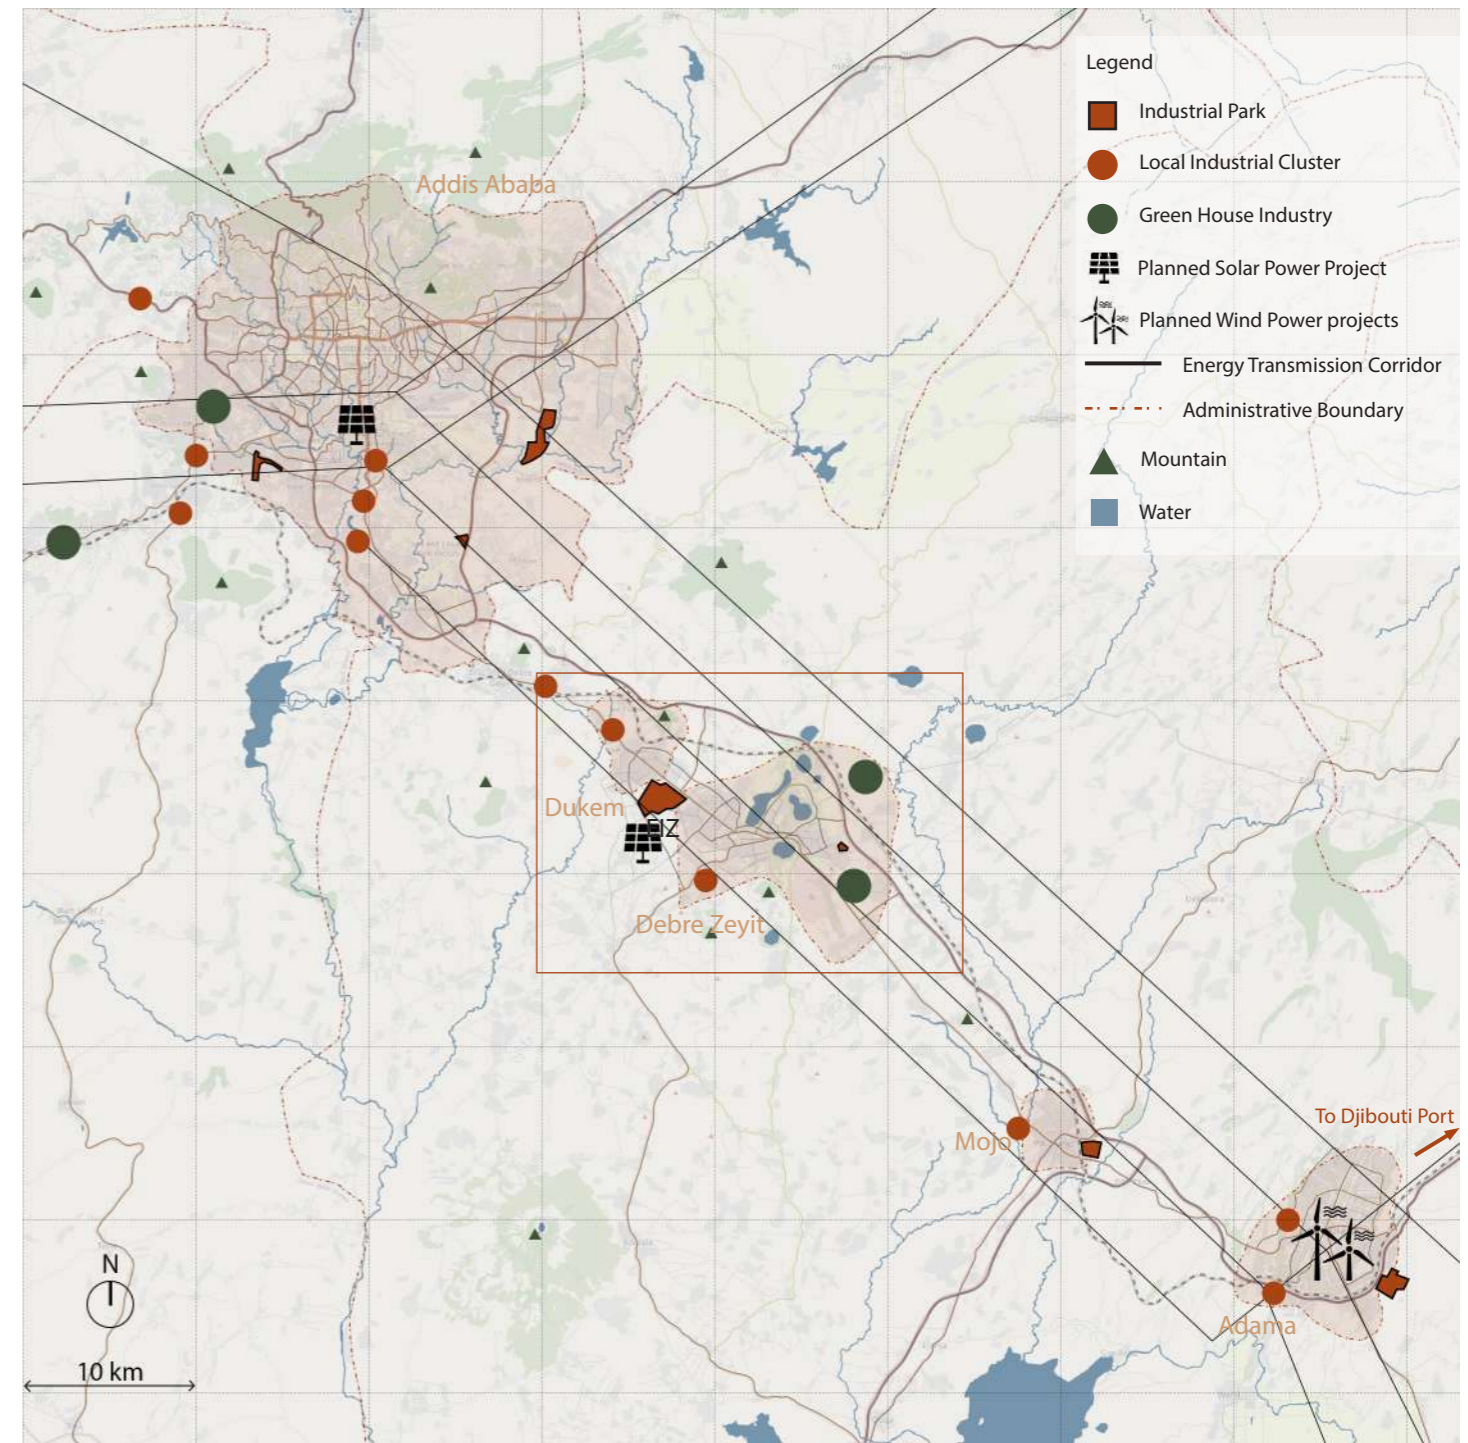 Legend
Industrial Park
Local Industrial Cluster
Green House Industry
Planned Solar Power Project
Planned Wind Power projects
Energy Transmission Corridor
Administrative Boundary
Mountain
Water
Addis Ababa
Dukem
EIZ
Debre Zeyit
Mojo
To Djibouti Port
Adama
N
10 km